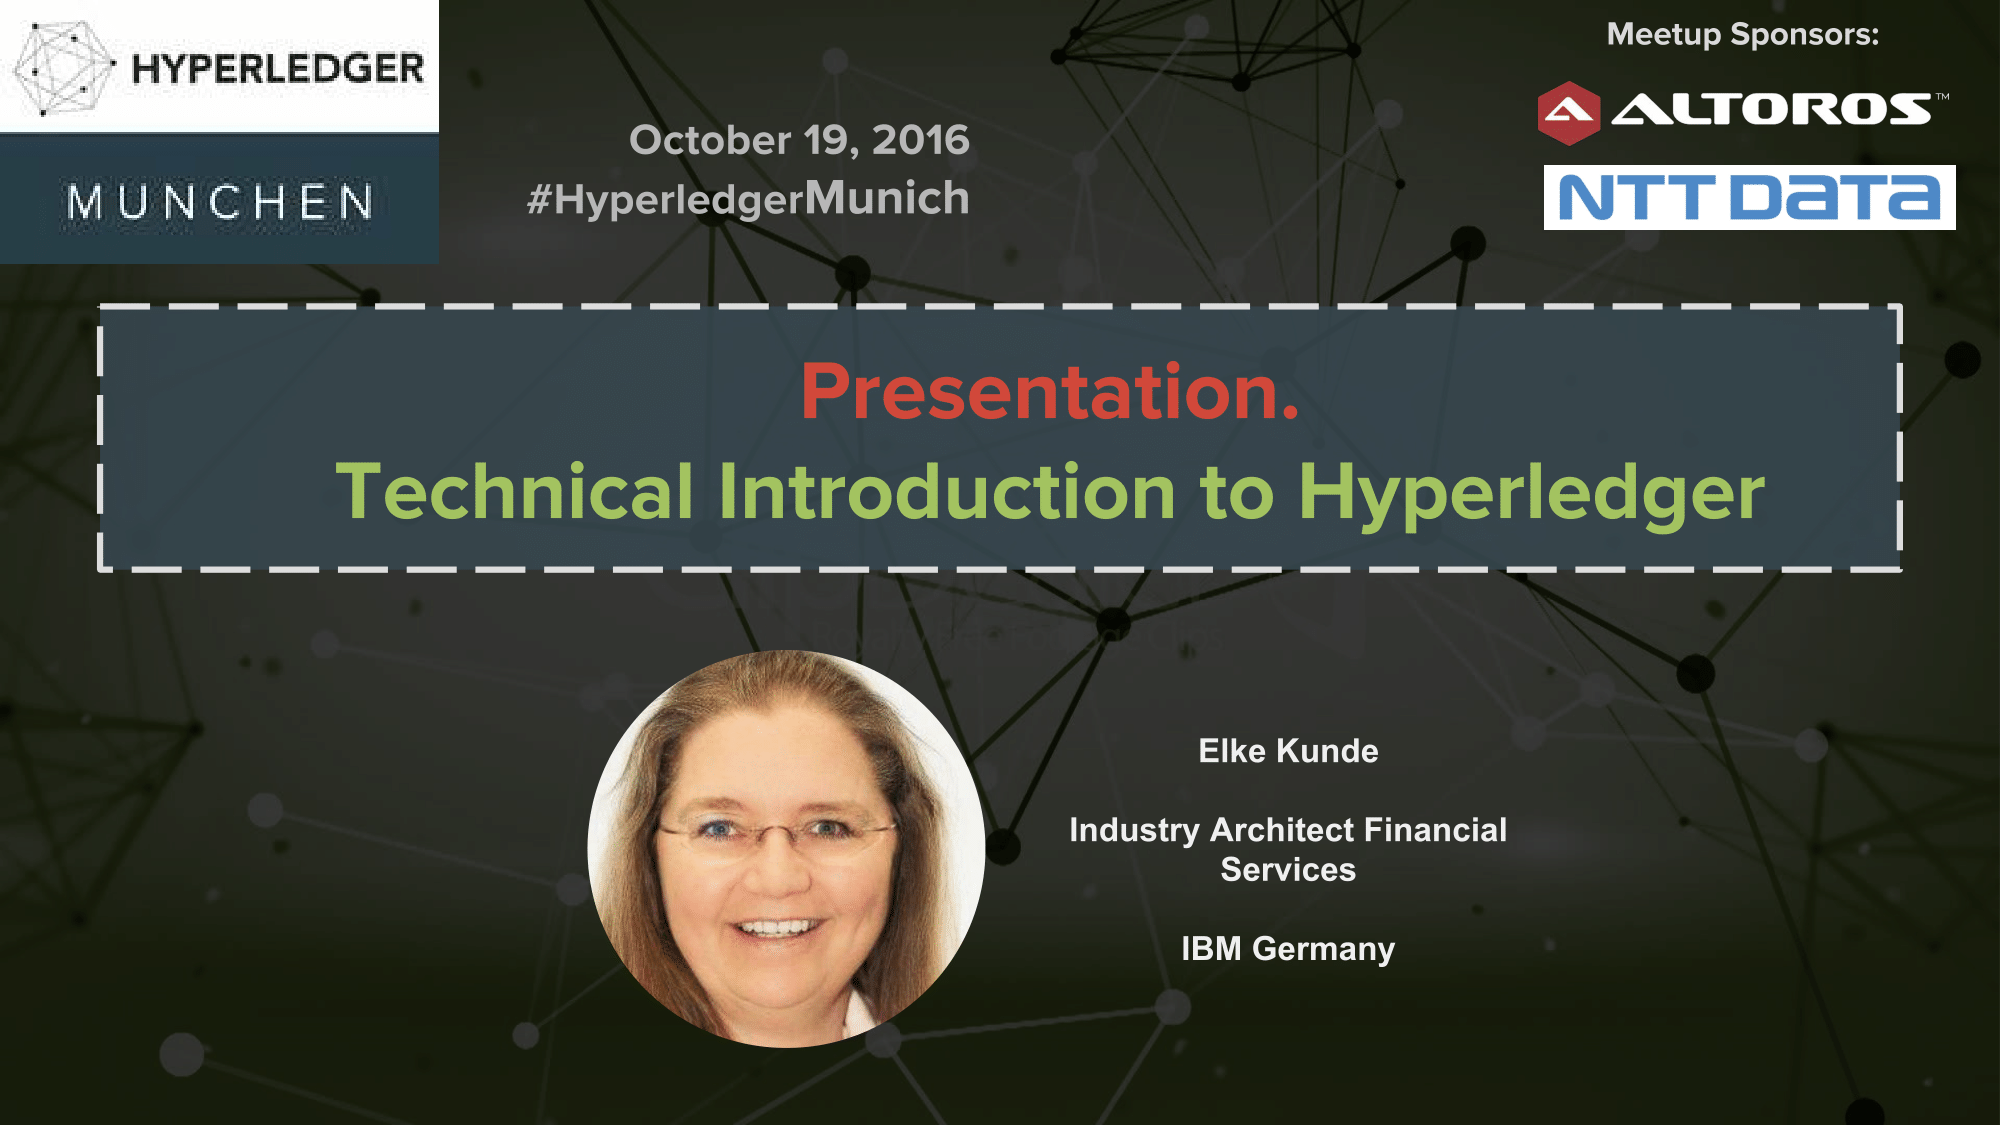 HYPERLEDGER
MUNCHEN
October 19, 2016
#HyperledgerMunich
Meetup Sponsors:
ALTOROS™
NTT DATA
Presentation.
Technical Introduction to Hyperledger
Elke Kunde
Industry Architect Financial
Services
IBM Germany